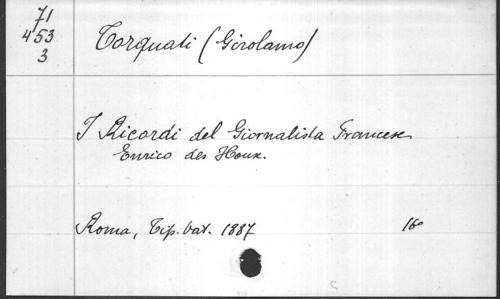 71
453
3
Torquati (Girolamo)
I Ricordi del Giornalista Francese
Enrico des Houx.
Roma, Tip. vat. 1887 16°